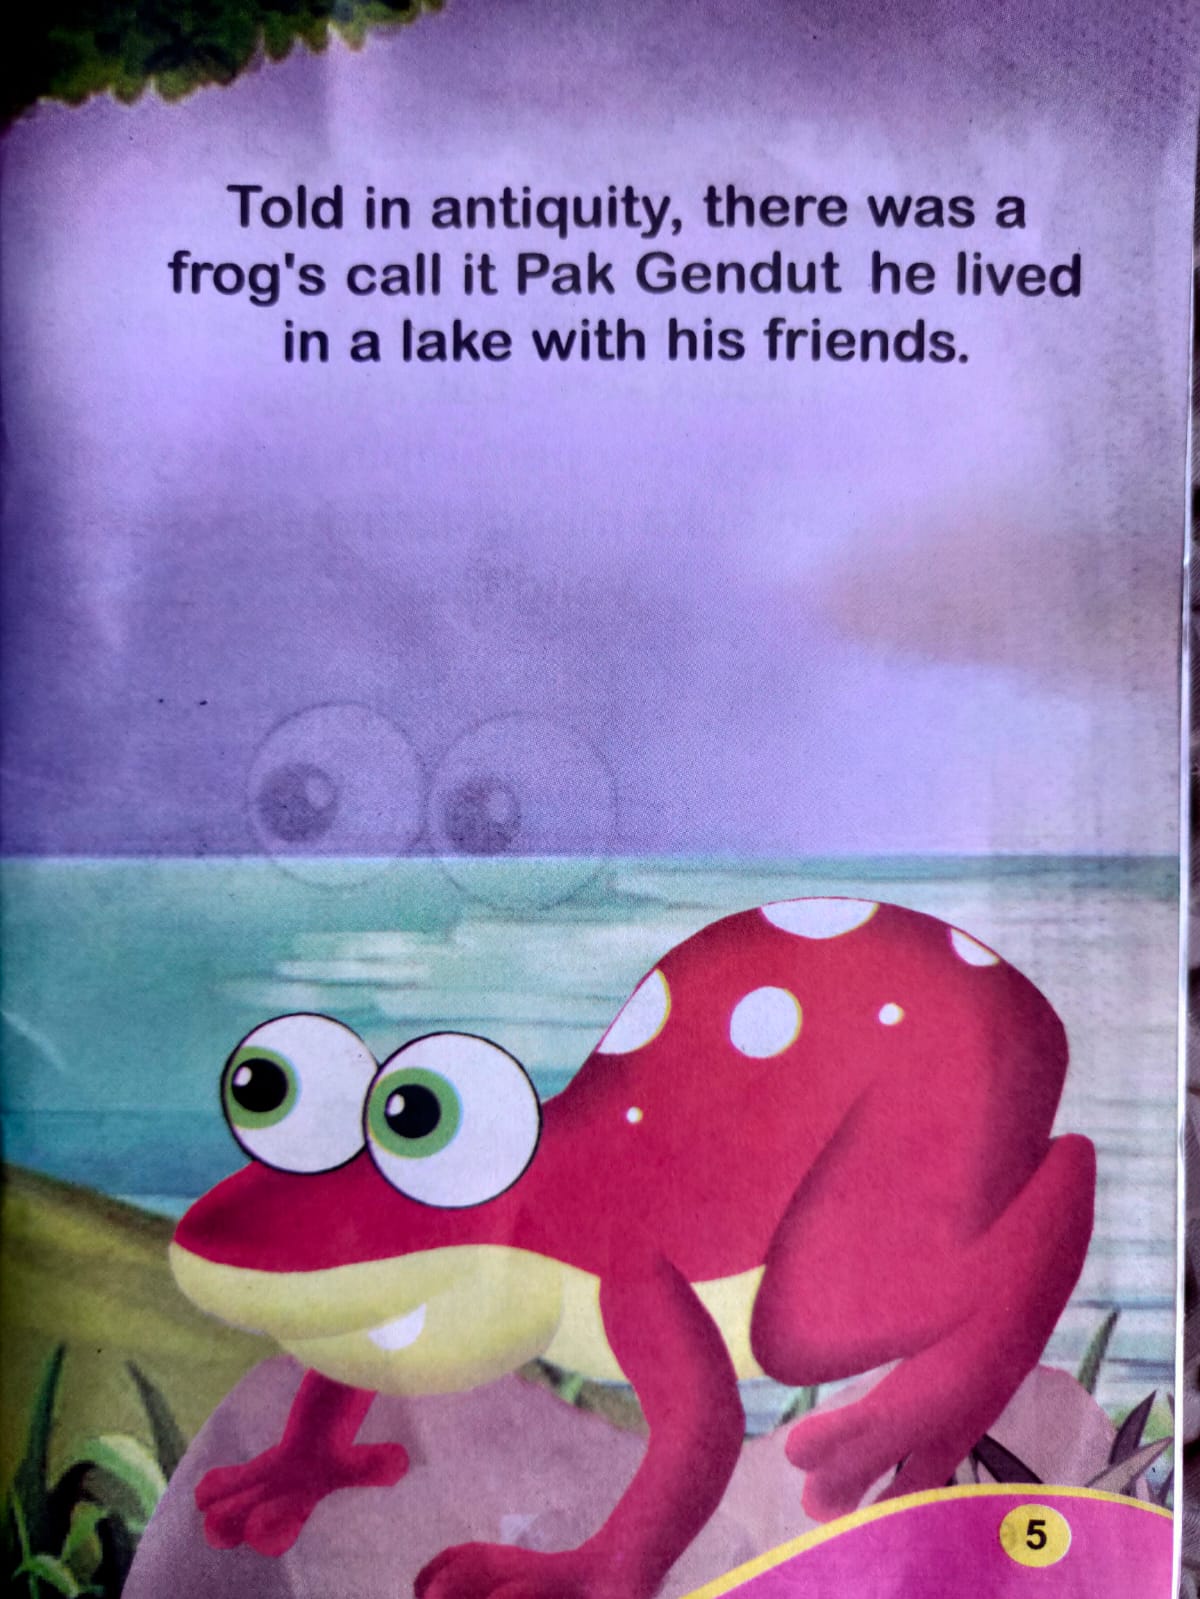 Told in antiquity, there was a
frog's call it Pak Gendut he lived
in a lake with his friends.
5